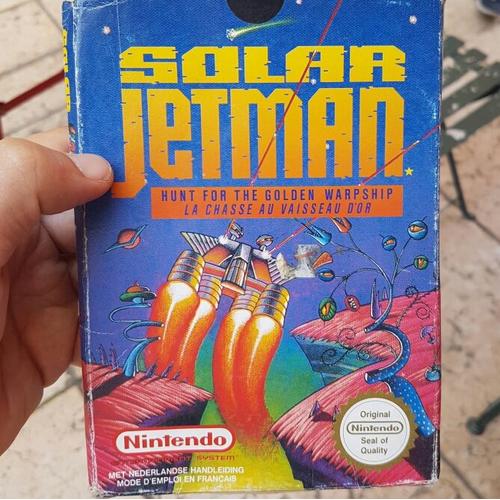 SOLAR
JETMAN
HUNT FOR THE GOLDEN WARPSHIP
LA CHASSE AU VAISSEAU D'OR
Original
Nintendo
Seal of
Quality
Nintendo
SYSTEM
MET NEDERLANDSE HANDLEIDING
MODE D'EMPLOI EN FRANCAIS